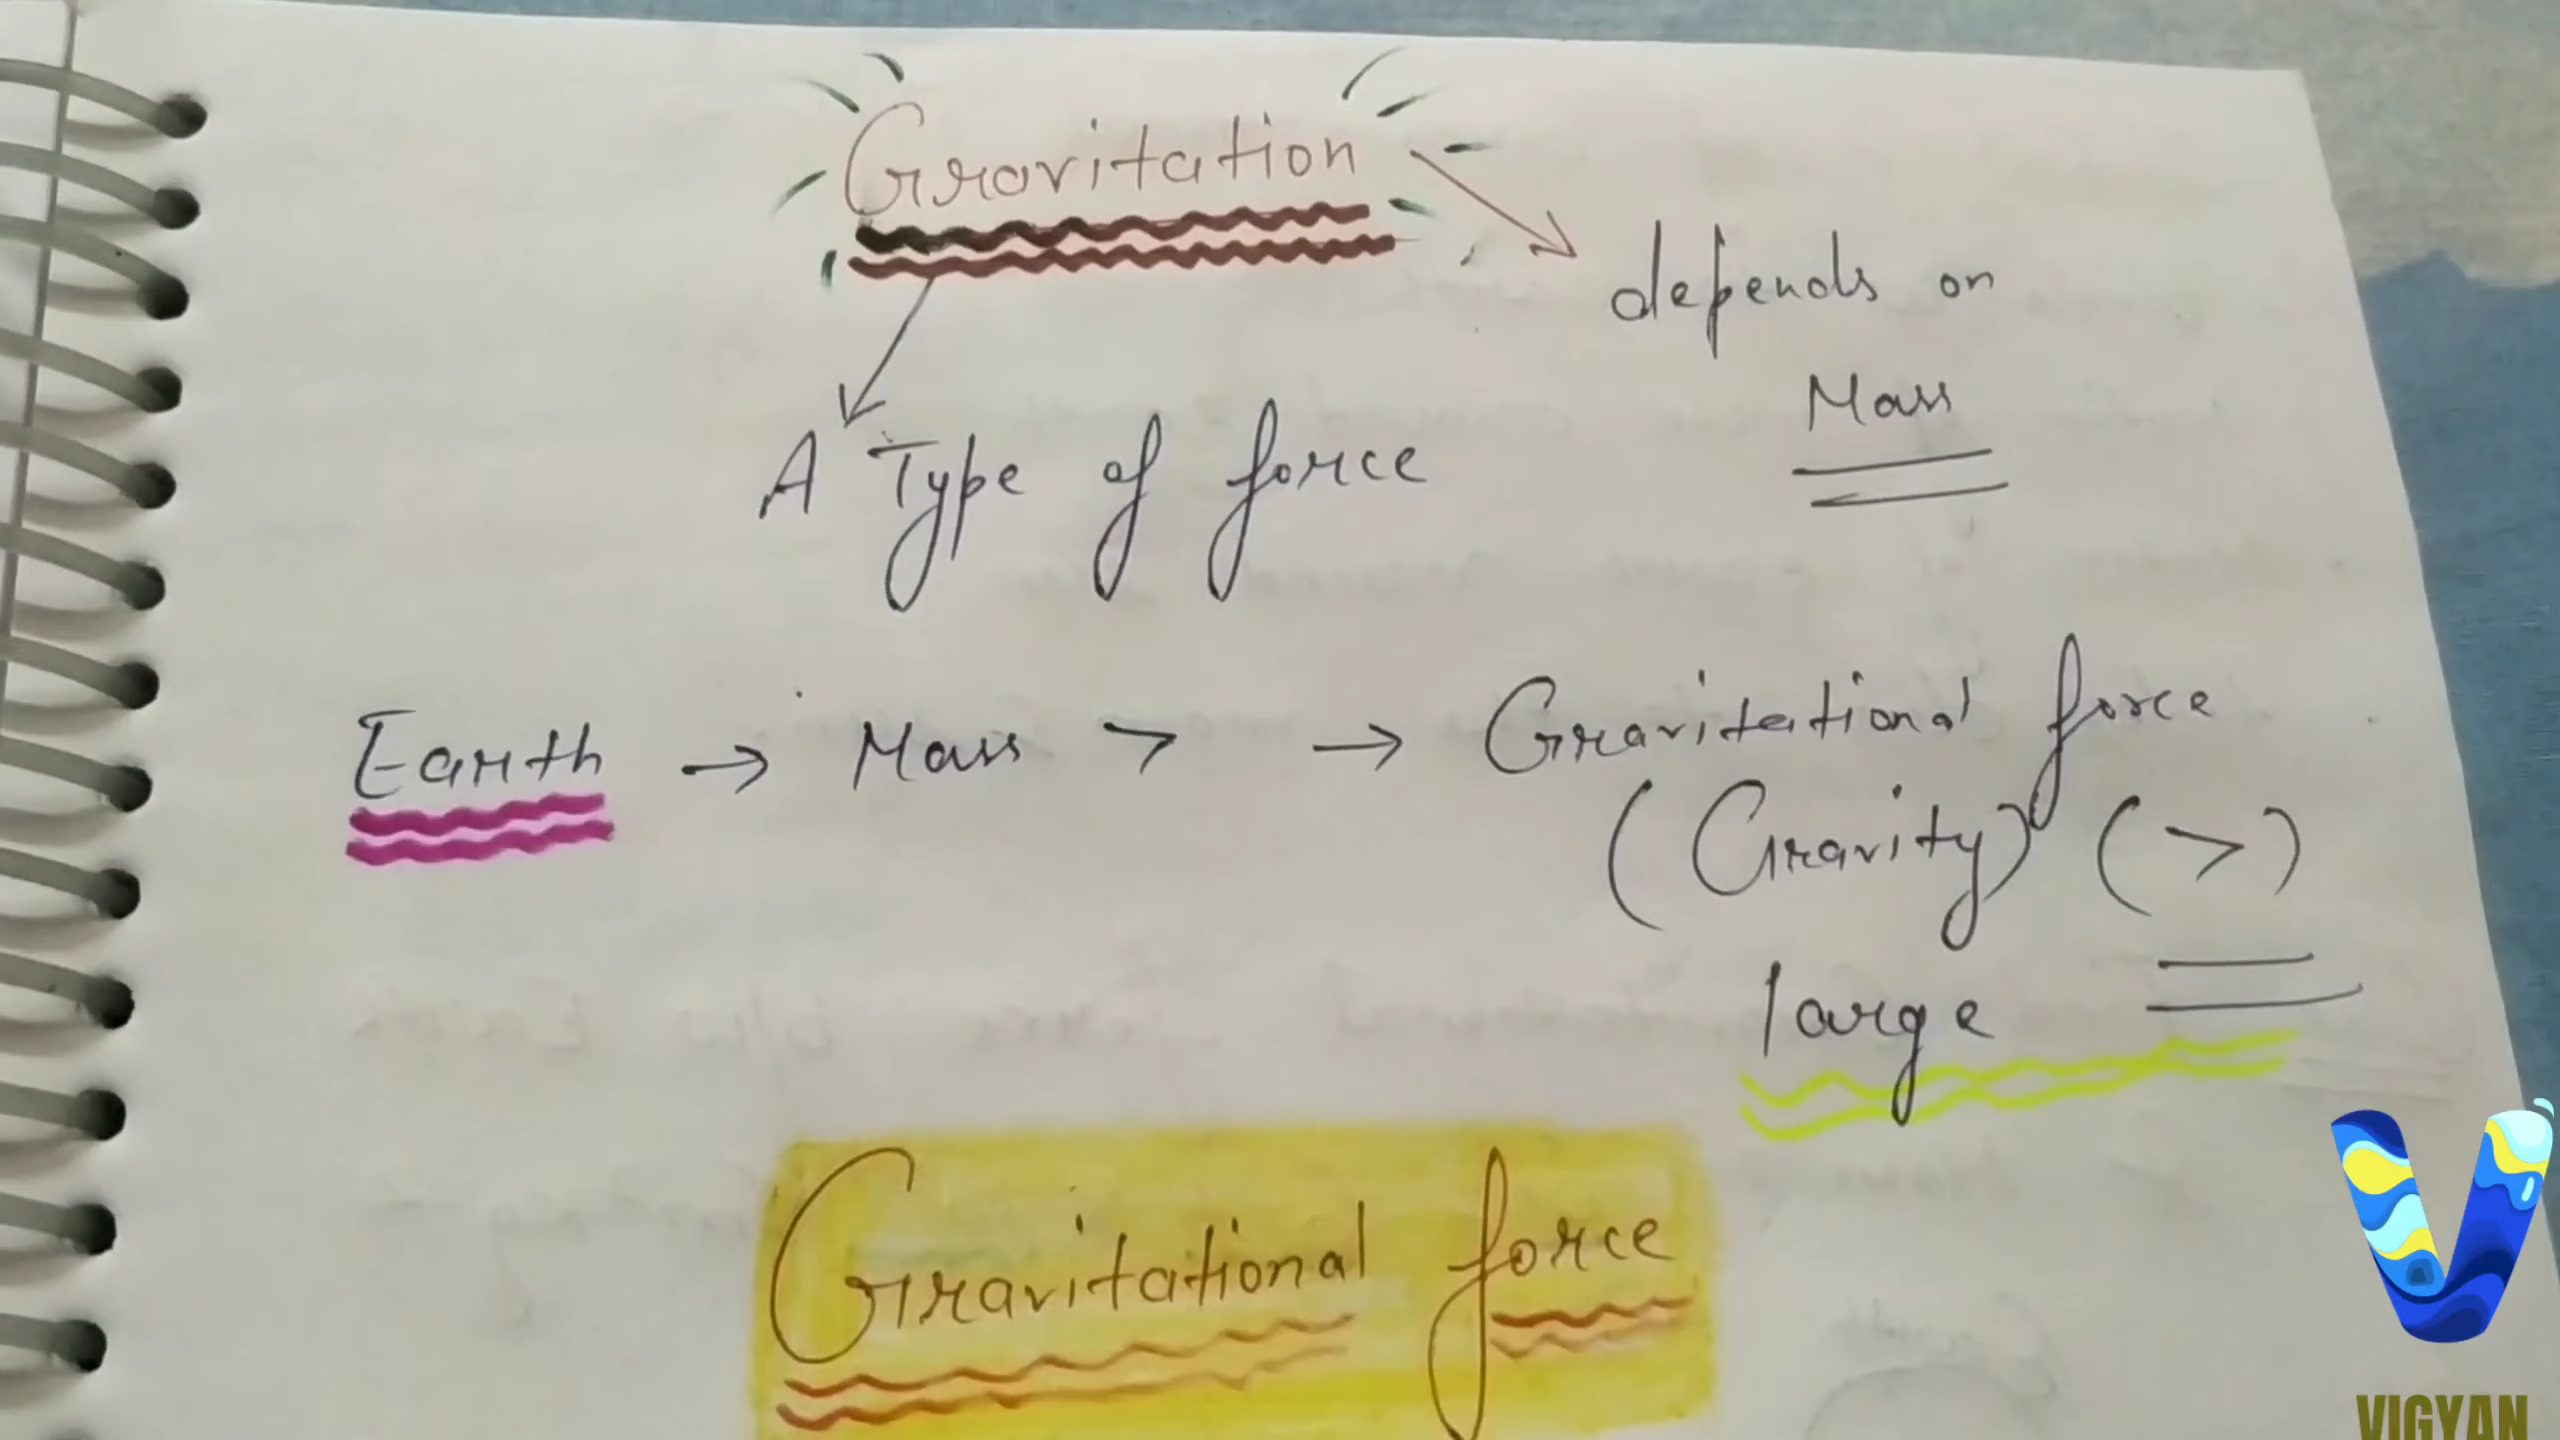 Gravitation
depends on
Mass
A Type of force
Earth → Mass > → Gravitational force
(Gravity) (>)
large
Gravitational force
VIGYAN